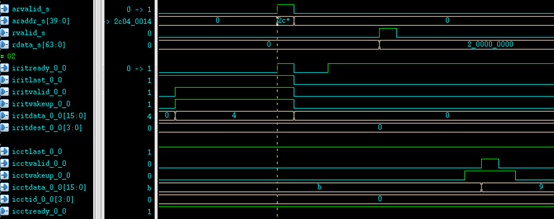 arvalid_s 0 -> 1
araddr_s[39:0] > 2c04_0014 0 2c* 0
rvalid_s 0
rdata_s[63:0] 0 0 2_0000_0000
= G2
iritready_0_0 0 -> 1
iritlast_0_0 1
iritvalid_0_0 1
iritwakeup_0_0 1
iritdata_0_0[15:0] 4 0 4 0
iritdest_0_0[3:0] 0 0
icctlast_0_0 1
icctvalid_0_0 0
icctwakeup_0_0 0
icctdata_0_0[15:0] b b 9
icctid_0_0[3:0] 0 0
icctready_0_0 1